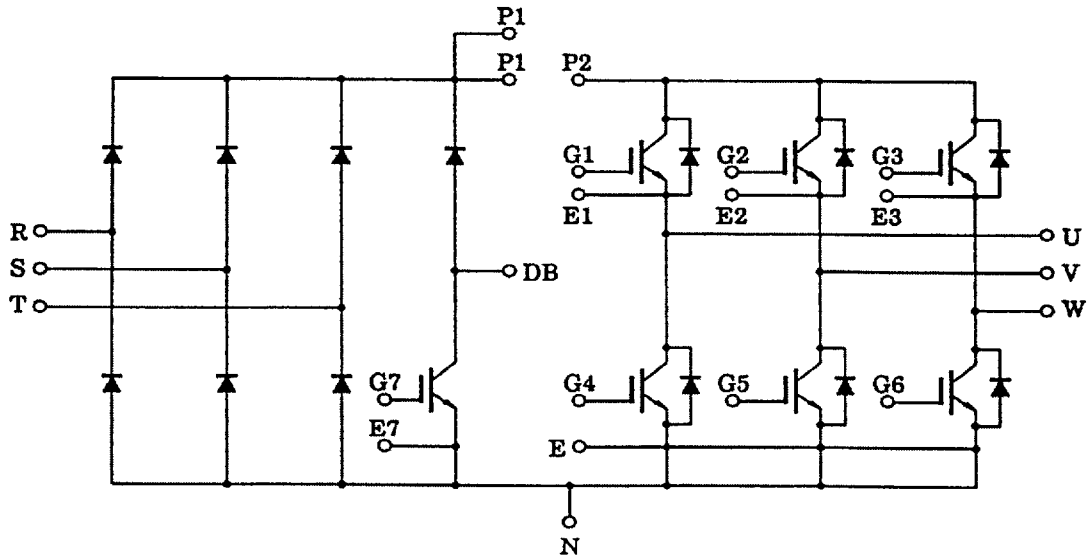 P1
P1 P2
G1 G2 G3
E1 E2 E3
R
U
S DB V
T W
G7 G4 G5 G6
E7 E
N